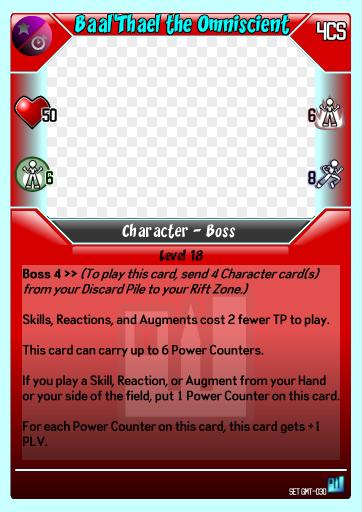 Baal'Thael the Omniscient
4CS
50
6
6
8
Character - Boss
Level 18
Boss 4 >> (To play this card, send 4 Character card(s)
from your Discard Pile to your Rift Zone.)
Skills, Reactions, and Augments cost 2 fewer TP to play.
This card can carry up to 6 Power Counters.
If you play a Skill, Reaction, or Augment from your Hand
or your side of the field, put 1 Power Counter on this card.
For each Power Counter on this card, this card gets +1
PLV.
SET GMT-030